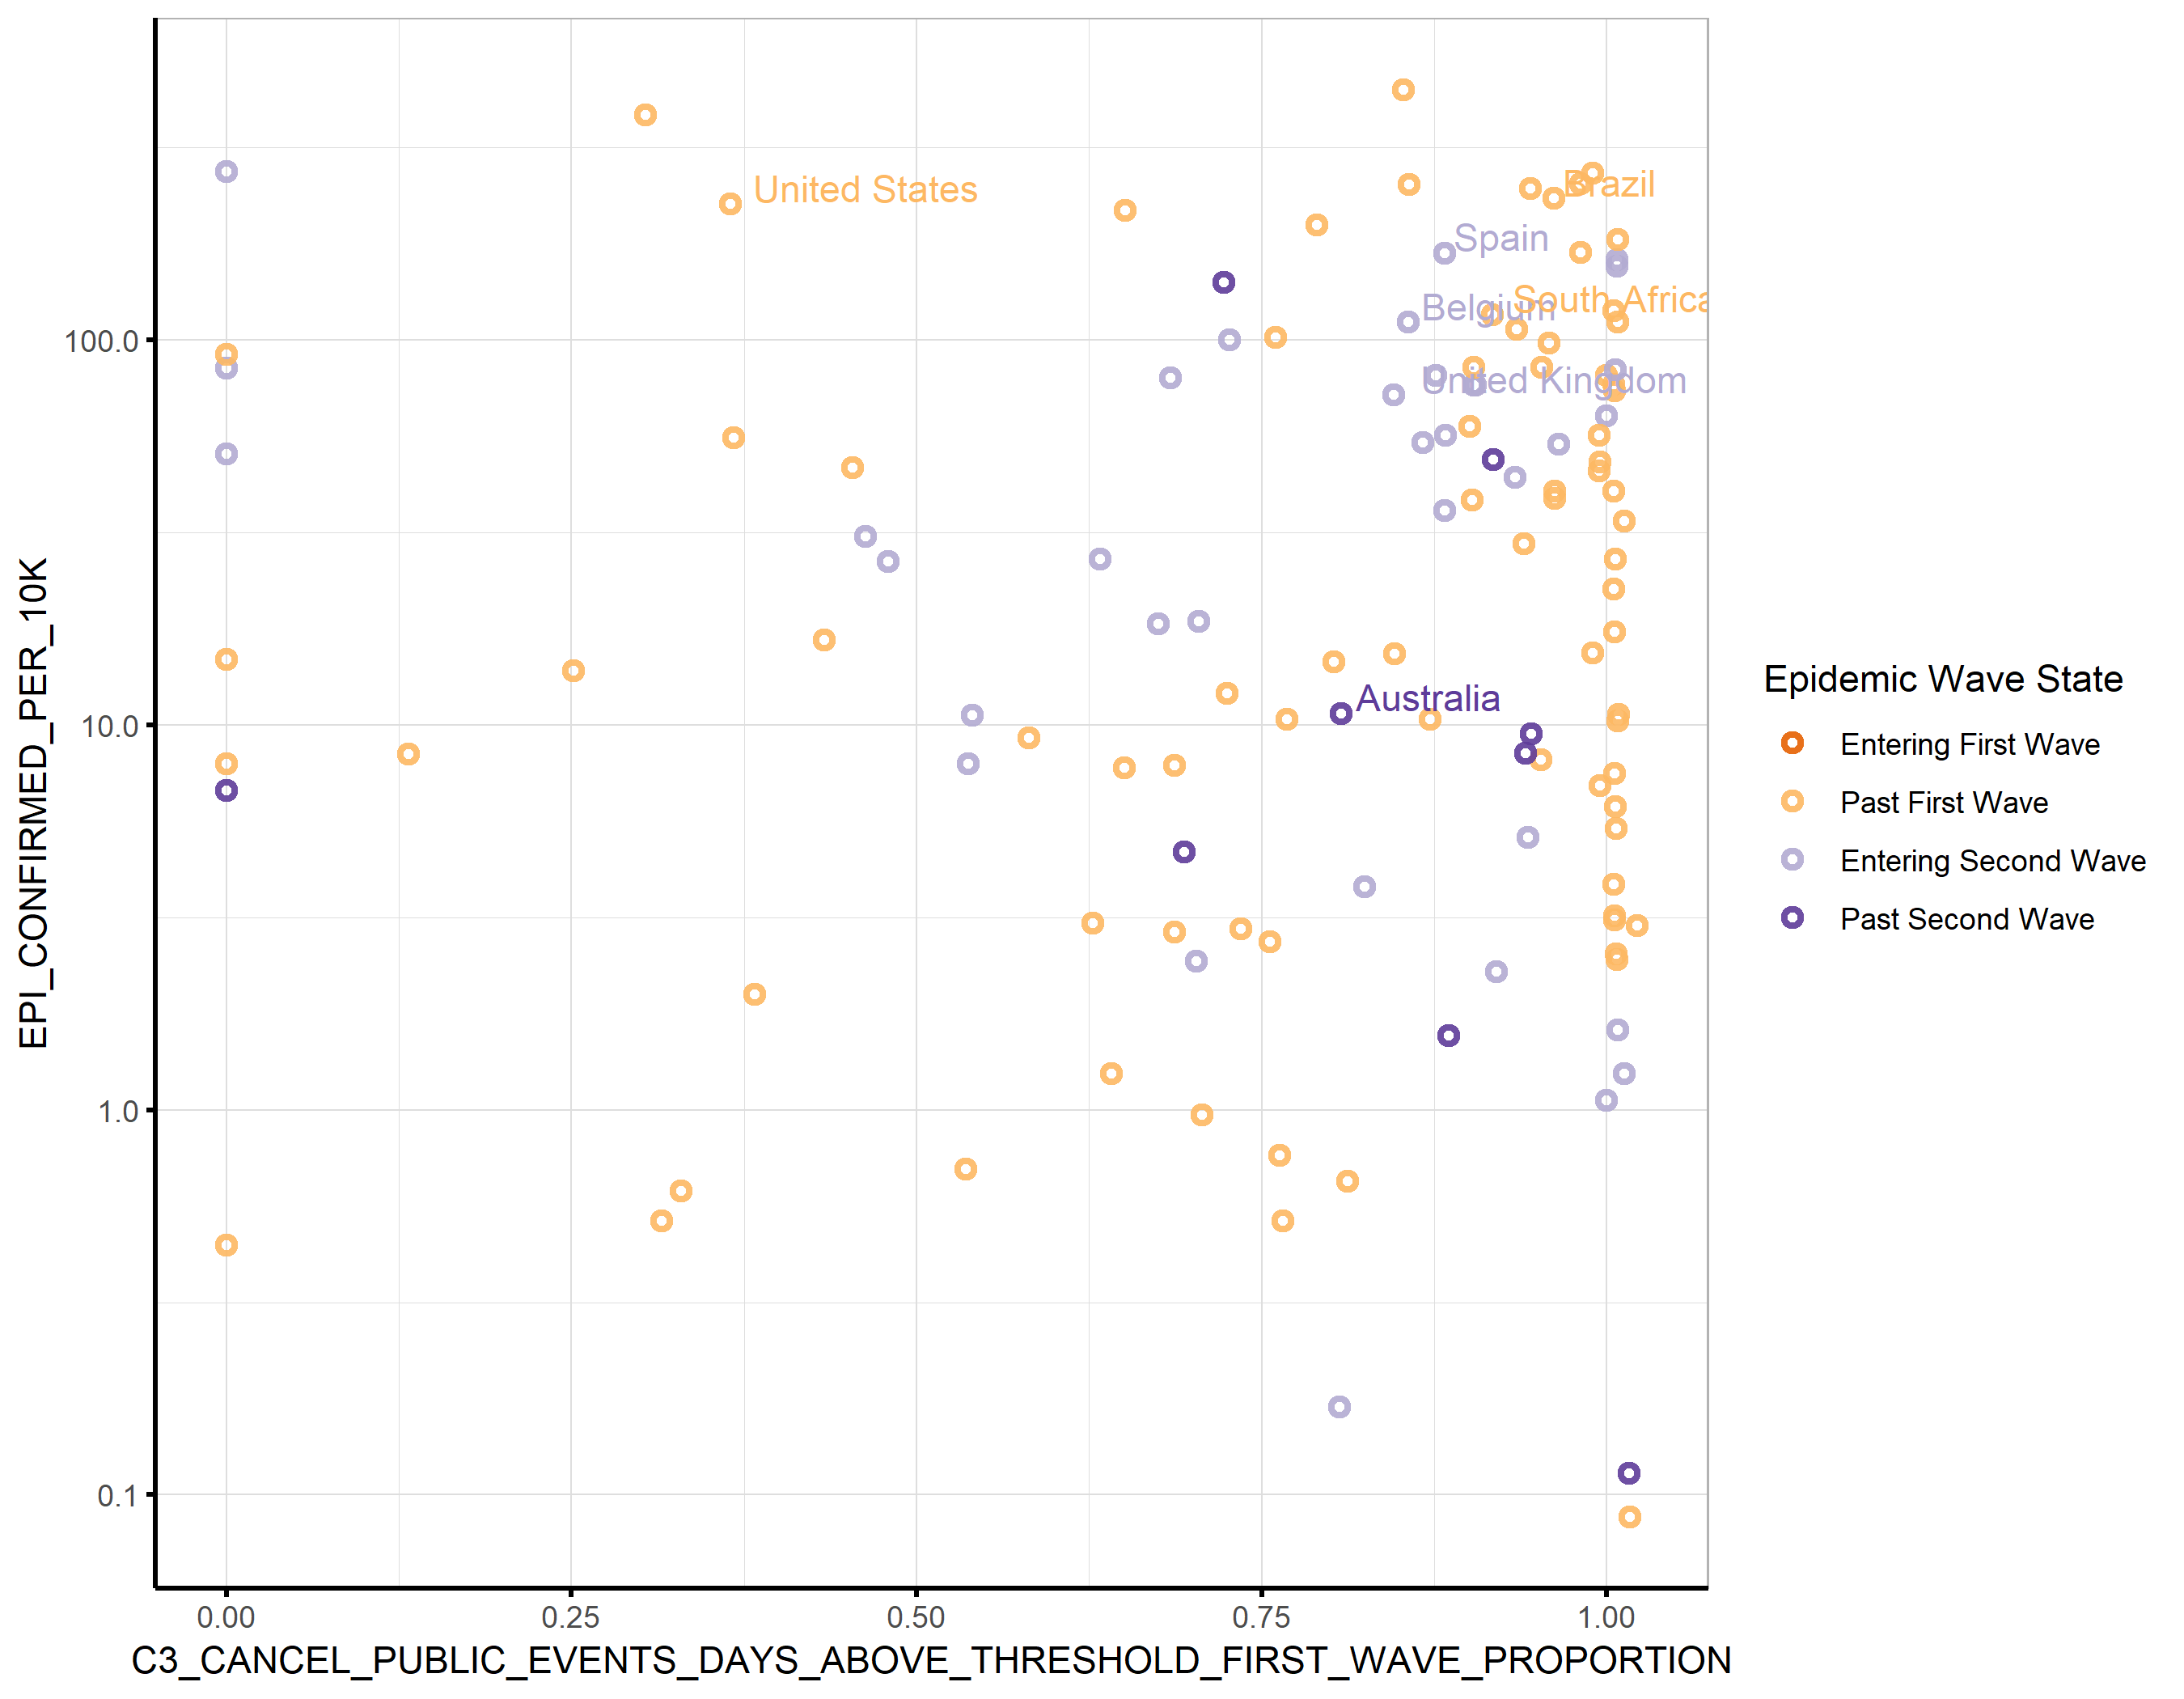 United States
Brazil
Spain
South Africa
Belgium
United Kingdom
Australia
EPI_CONFIRMED_PER_10K
100.0
10.0
1.0
0.1
0.00
0.25
0.50
0.75
1.00
C3_CANCEL_PUBLIC_EVENTS_DAYS_ABOVE_THRESHOLD_FIRST_WAVE_PROPORTION
Epidemic Wave State
Entering First Wave
Past First Wave
Entering Second Wave
Past Second Wave